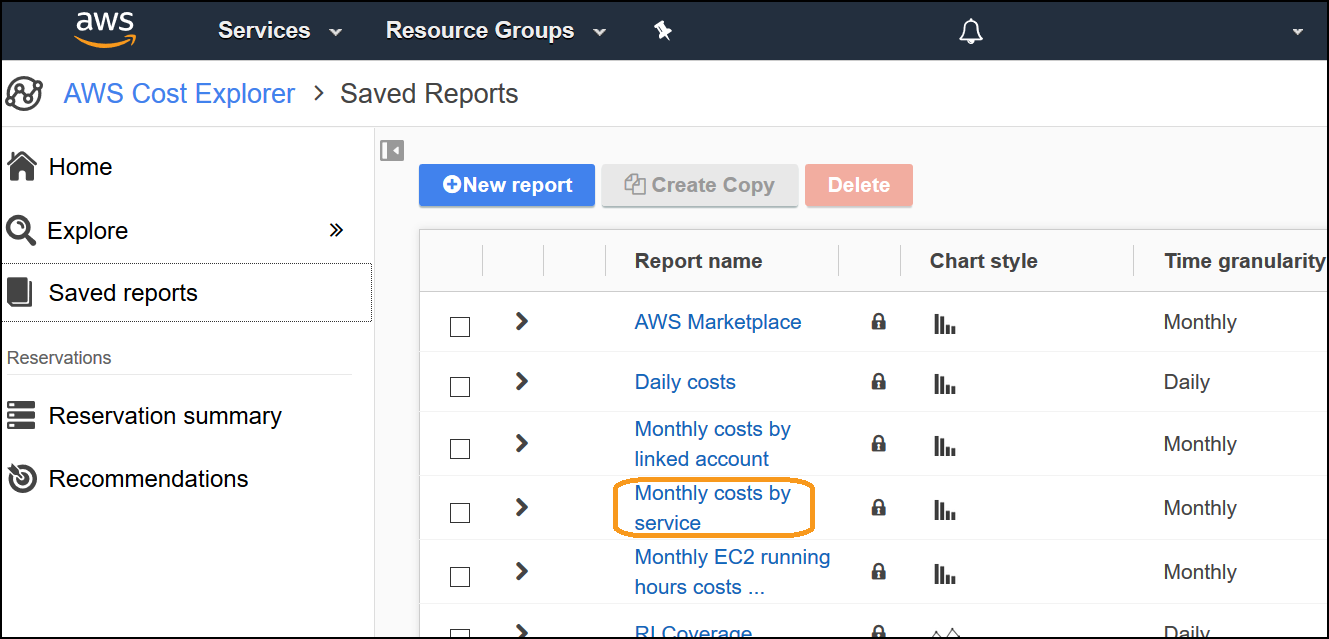 aws
Services
Resource Groups
AWS Cost Explorer > Saved Reports
Home
Explore
Saved reports
Reservations
Reservation summary
Recommendations
New report
Create Copy
Delete
Report name
Chart style
Time granularity
AWS Marketplace
Monthly
Daily costs
Daily
Monthly costs by
linked account
Monthly
Monthly costs by
service
Monthly
Monthly EC2 running
hours costs ...
Monthly
RI Coverage
Daily